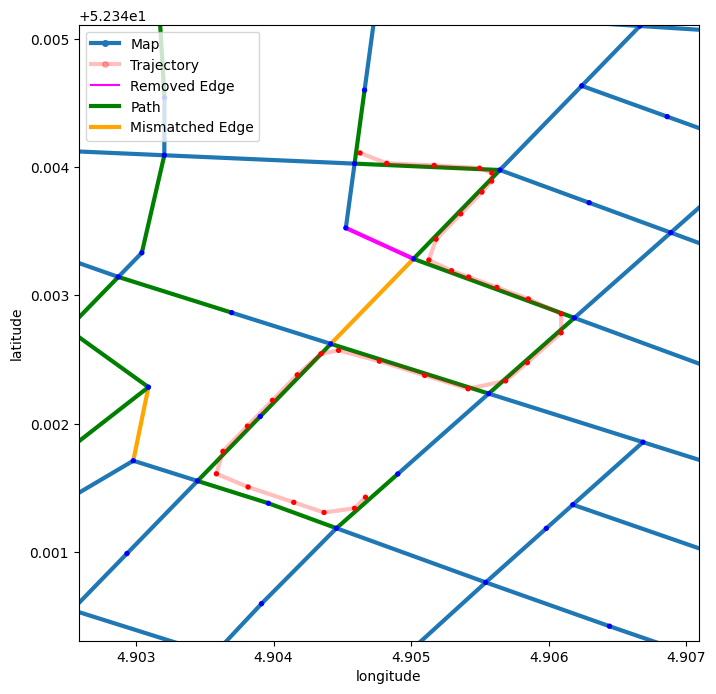 +5.234e1
0.005
Map
Trajectory
Removed Edge
Path
Mismatched Edge
0.004
0.003
latitude
0.002
0.001
4.903 4.904 4.905 4.906 4.907
longitude